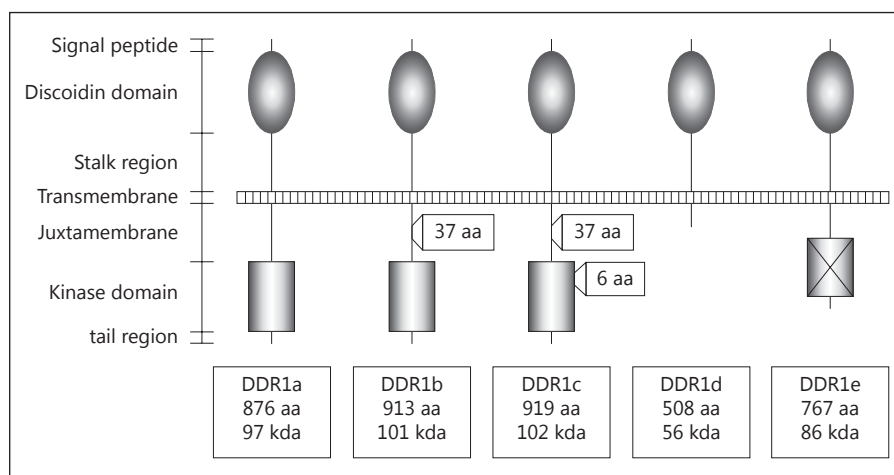 Signal peptide
Discoidin domain
Stalk region
Transmembrane
Juxtamembrane
37 aa
37 aa
6 aa
Kinase domain
tail region
DDR1a
876 aa
97 kda
DDR1b
913 aa
101 kda
DDR1c
919 aa
102 kda
DDR1d
508 aa
56 kda
DDR1e
767 aa
86 kda